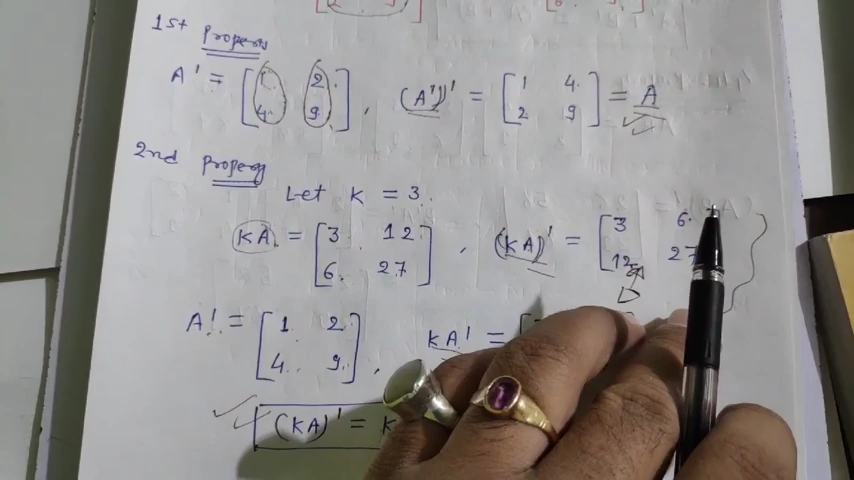 1st Property
A' = [1. 2. 4. 9.] , (A')' = [1 4. 2 9] = A
2nd Property
Let K = 3.
KA = [3. 12. 6. 27] , (KA)' = [3 6. 12 27
A' = [1. 2. 4. 9.] , KA' = [
(KA)' = K